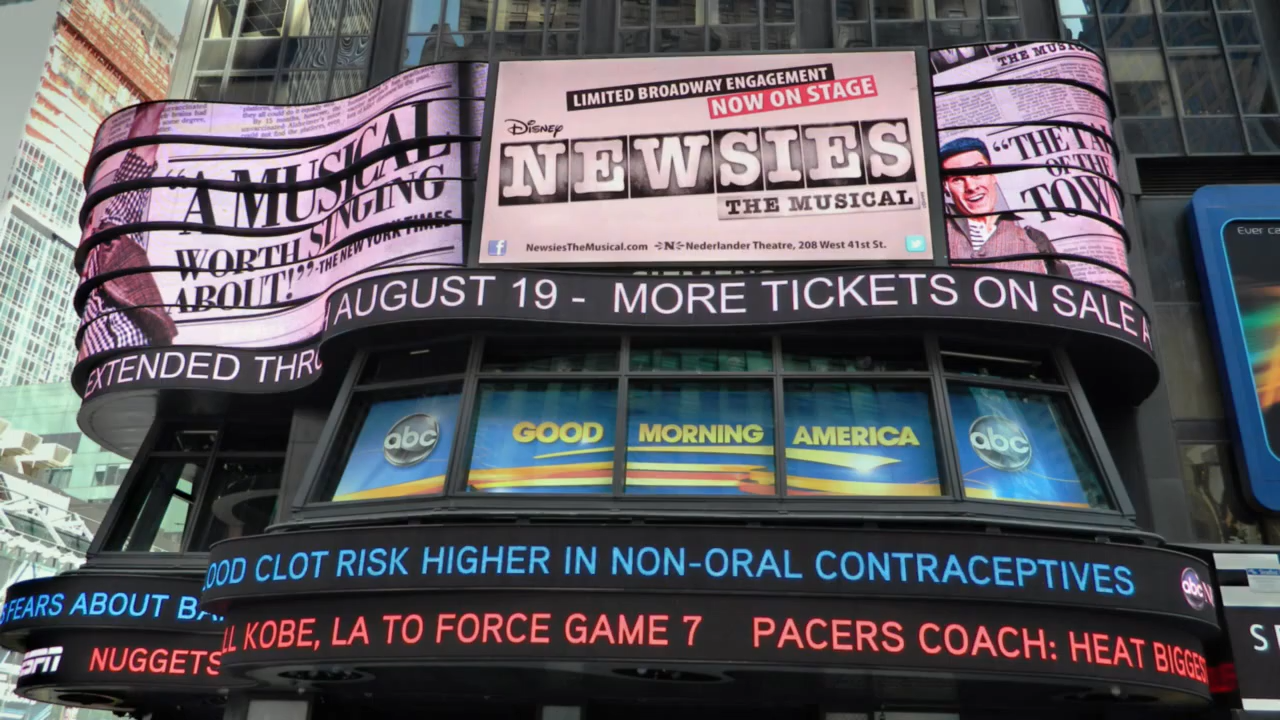 LIMITED BROADWAY ENGAGEMENT
NOW ON STAGE
Disney
NEWSIES
THE MUSICAL
NewsiesTheMusical.com N Nederlander Theatre, 208 West 41st St.
"A MUSICAL
WORTH SINGING
ABOUT!" -THE NEW YORK TIMES
THE MUSIC
"THE
OF THE
TOWN
EXTENDED THRU AUGUST 19 - MORE TICKETS ON SALE
abc GOOD MORNING AMERICA abc
FEARS ABOUT
OOD CLOT RISK HIGHER IN NON-ORAL CONTRACEPTIVES abc
ESPN NUGGETS
KOBE, LA TO FORCE GAME 7 PACERS COACH: HEAT BIGGES